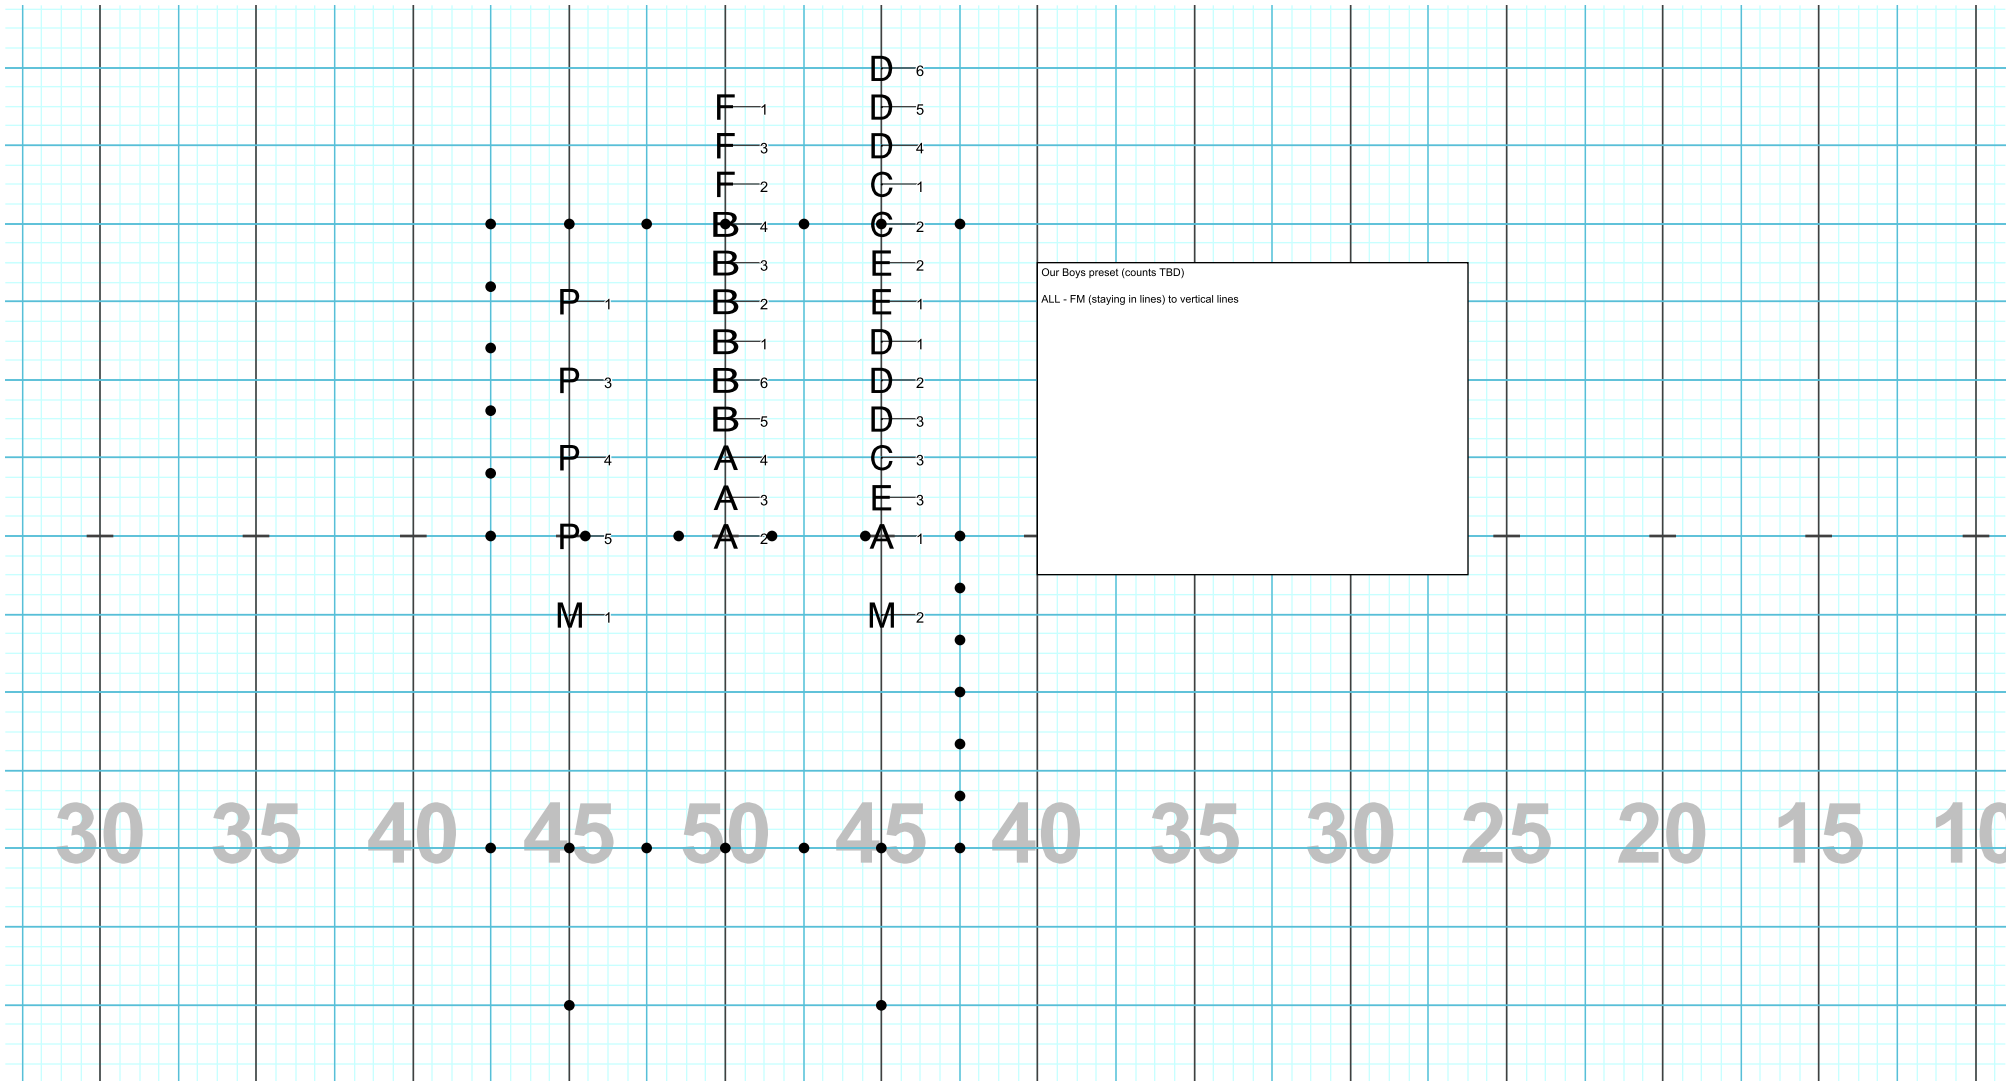 D 6
F 1 D 5
F 3 D 4
F 2 C 1
B 4 C 2
B 3 E 2
Our Boys preset (counts TBD)
P 1 B 2 E 1
ALL - FM (staying in lines) to vertical lines
B 1 D 1
P 3 B 6 D 2
B 5 D 3
P 4 A 4 C 3
A 3 E 3
P 5 A 2 A 1
M 1 M 2
30 35 40 45 50 45 40 35 30 25 20 15 10